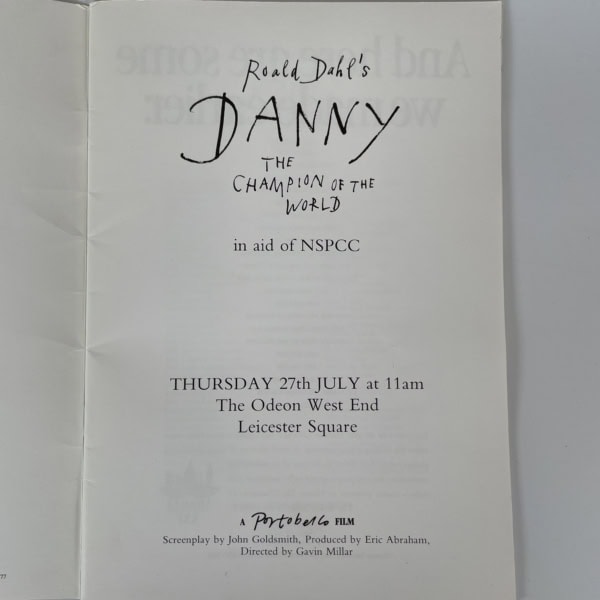 Roald Dahl's
DANNY
THE
CHAMPION OF THE
WORLD
in aid of NSPCC
THURSDAY 27th JULY at 11am
The Odeon West End
Leicester Square
A Portobello FILM
Screenplay by John Goldsmith, Produced by Eric Abraham,
Directed by Gavin Millar
77